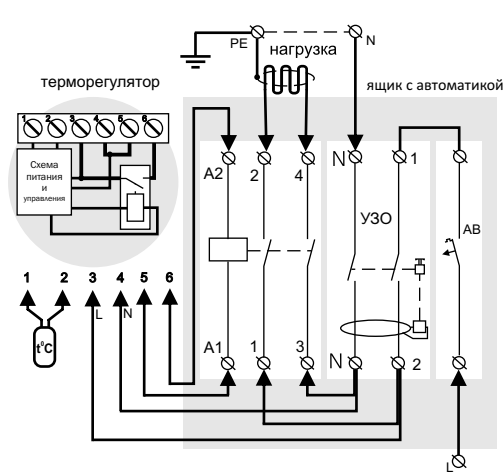 PE
N
нагрузка
терморегулятор
ящик с автоматикой
1 2 3 4 5 6
Схема
питания
и
управления
A2 2 4 N 1
УЗО
АВ
1 2 3 4 5 6
L N
t°C
A1 1 3 N 2
L